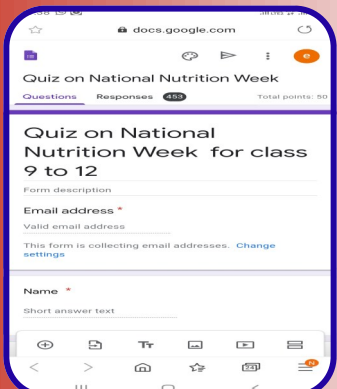 docs.google.com
e
Quiz on National Nutrition Week
Questions Responses 453 Total points: 50
Quiz on National
Nutrition Week for class
9 to 12
Form description
Email address *
Valid email address
This form is collecting email addresses. Change
settings
Name *
Short answer text
Tт
24
N